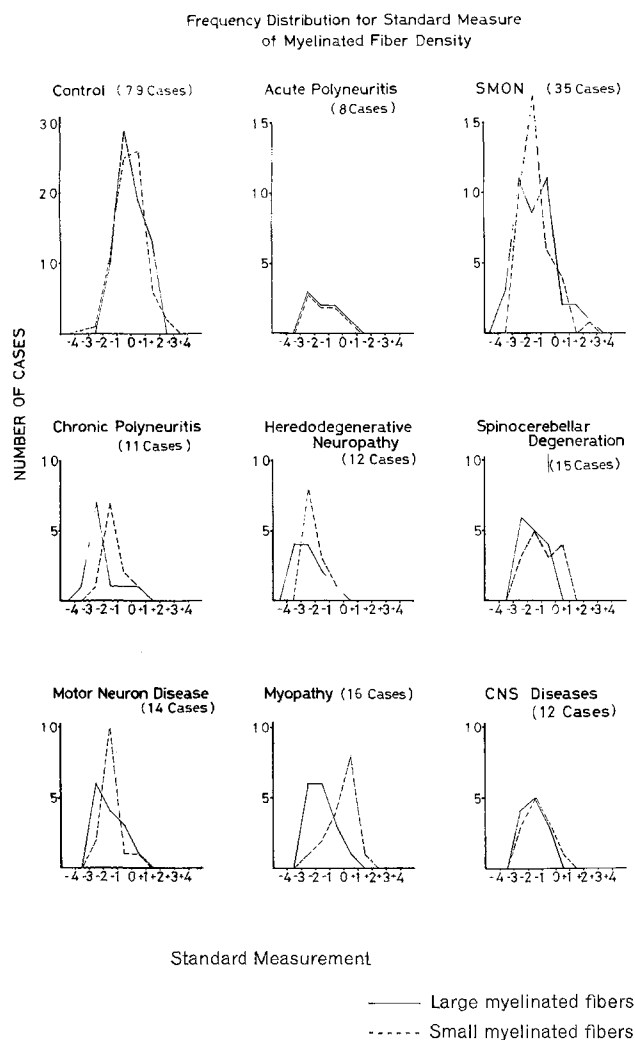 Frequency Distribution for Standard Measure
of Myelinated Fiber Density
NUMBER OF CASES
Control (79 Cases)
30
20
10
-4 -3 -2 -1 0 +1 +2 +3 +4
Acute Polyneuritis
(8 Cases)
15
10
5
-4 -3 -2 -1 0 +1 +2 +3 +4
SMON (35 Cases)
15
10
5
-4 -3 -2 -1 0 +1 +2 +3 +4
Chronic Polyneuritis
(11 Cases)
10
5
-4 -3 -2 -1 0 +1 +2 +3 +4
Heredodegenerative
Neuropathy
(12 Cases)
10
5
-4 -3 -2 -1 0 +1 +2 +3 +4
Spinocerebellar
Degeneration
(15 Cases)
10
5
-4 -3 -2 -1 0 +1 +2 +3 +4
Motor Neuron Disease
(14 Cases)
10
5
-4 -3 -2 -1 0 +1 +2 +3 +4
Myopathy (16 Cases)
10
5
-4 -3 -2 -1 0 +1 +2 +3 +4
CNS Diseases
(12 Cases)
10
5
-4 -3 -2 -1 0 +1 +2 +3 +4
Standard Measurement
Large myelinated fibers
Small myelinated fibers